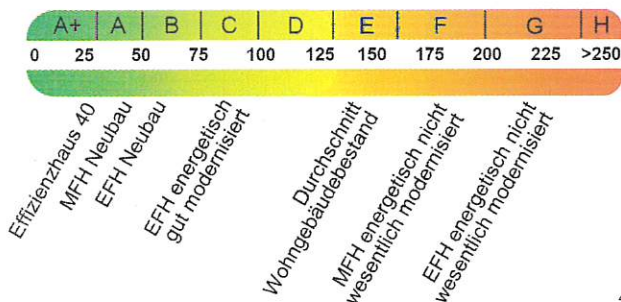 A+ A B C D E F G H
0 25 50 75 100 125 150 175 200 225 >250
Effizienzhaus 40
MFH Neubau
EFH Neubau
EFH energetisch
gut modernisiert
Durchschnitt
Wohngebäudebestand
MFH energetisch nicht
wesentlich modernisiert
EFH energetisch nicht
wesentlich modernisiert